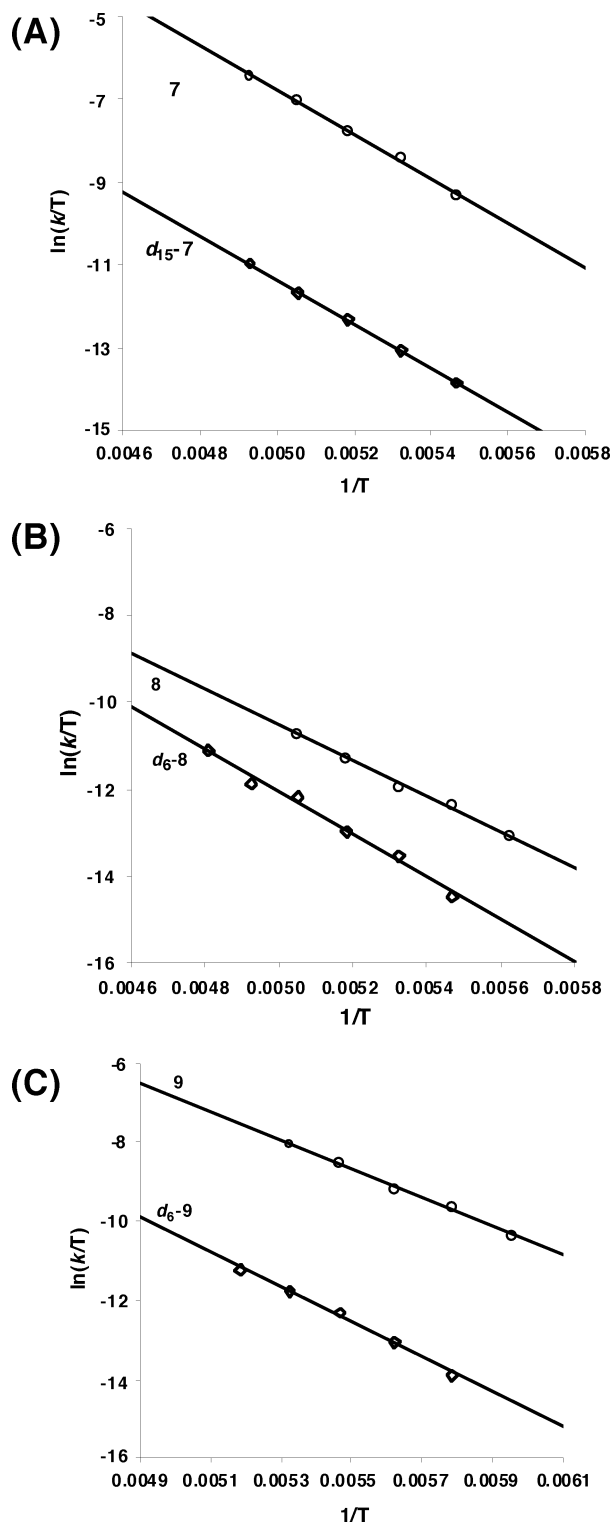 (A)
-5
-7
-9
-11
-13
-15
ln(k/T)
7
d15-7
0.0046 0.0048 0.0050 0.0052 0.0054 0.0056 0.0058
1/T
(B)
-6
-8
-10
-12
-14
-16
ln(k/T)
8
d6-8
0.0046 0.0048 0.0050 0.0052 0.0054 0.0056 0.0058
1/T
(C)
-6
-8
-10
-12
-14
-16
ln(k/T)
9
d6-9
0.0049 0.0051 0.0053 0.0055 0.0057 0.0059 0.0061
1/T